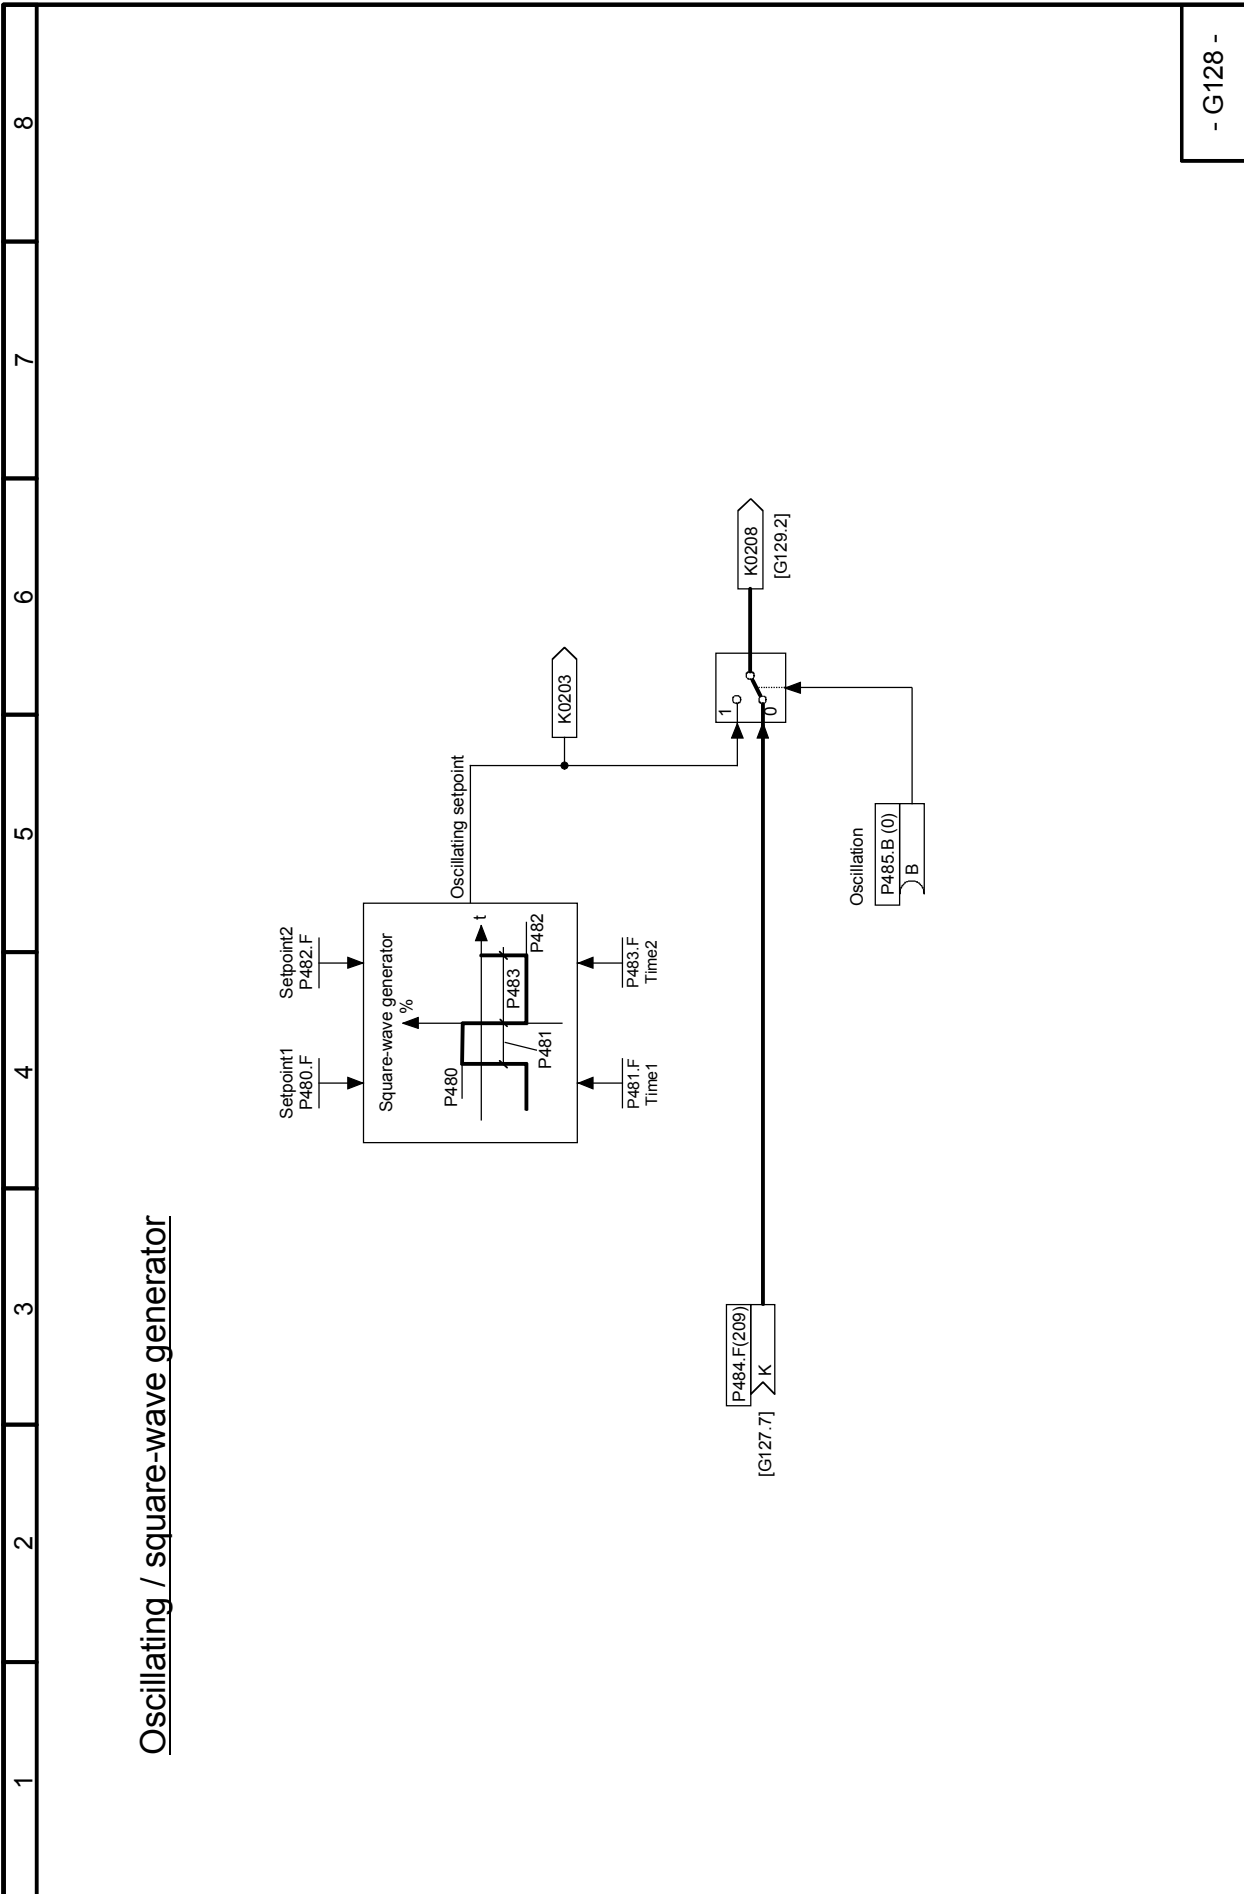 1
2
3
4
5
6
7
8
Oscillating / square-wave generator
Setpoint1
P480.F
Setpoint2
P482.F
Square-wave generator
%
P480
t
P483
P482
P481
P481.F
Time1
P483.F
Time2
Oscillating setpoint
K0203
P484.F(209)
K
[G127.7]
1
0
K0208
[G129.2]
Oscillation
P485.B (0)
B
- G128 -